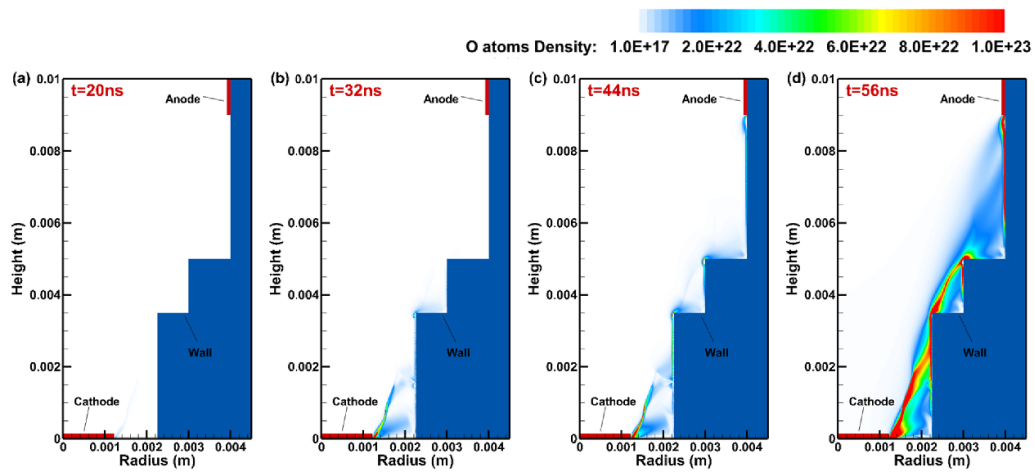 O atoms Density: 1.0E+17 2.0E+22 4.0E+22 6.0E+22 8.0E+22 1.0E+23
(a) 0.01 t=20ns Anode
0.008
0.006
Height (m)
0.004
Wall
0.002
Cathode
0
0 0.001 0.002 0.003 0.004
Radius (m)
(b) 0.01 t=32ns Anode
0.008
0.006
Height (m)
0.004
Wall
0.002
Cathode
0
0 0.001 0.002 0.003 0.004
Radius (m)
(c) 0.01 t=44ns Anode
0.008
0.006
Height (m)
0.004
Wall
0.002
Cathode
0
0 0.001 0.002 0.003 0.004
Radius (m)
(d) 0.01 t=56ns Anode
0.008
0.006
Height (m)
0.004
Wall
0.002
Cathode
0
0 0.001 0.002 0.003 0.004
Radius (m)